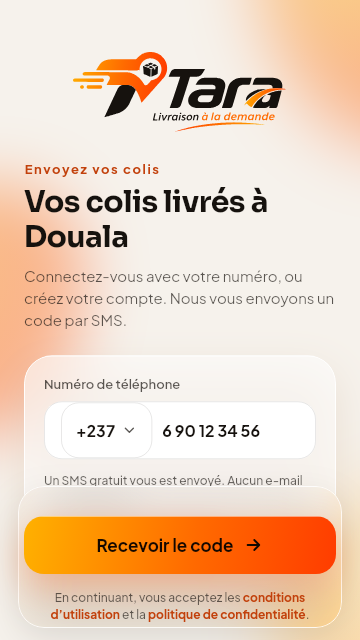 Tara
Livraison à la demande
Envoyez vos colis
Vos colis livrés à
Douala
Connectez-vous avec votre numéro, ou
créez votre compte. Nous vous envoyons un
code par SMS.
Numéro de téléphone
+237 6 90 12 34 56
Un SMS gratuit vous est envoyé. Aucun e-mail
Recevoir le code →
En continuant, vous acceptez les conditions
d’utilisation et la politique de confidentialité.